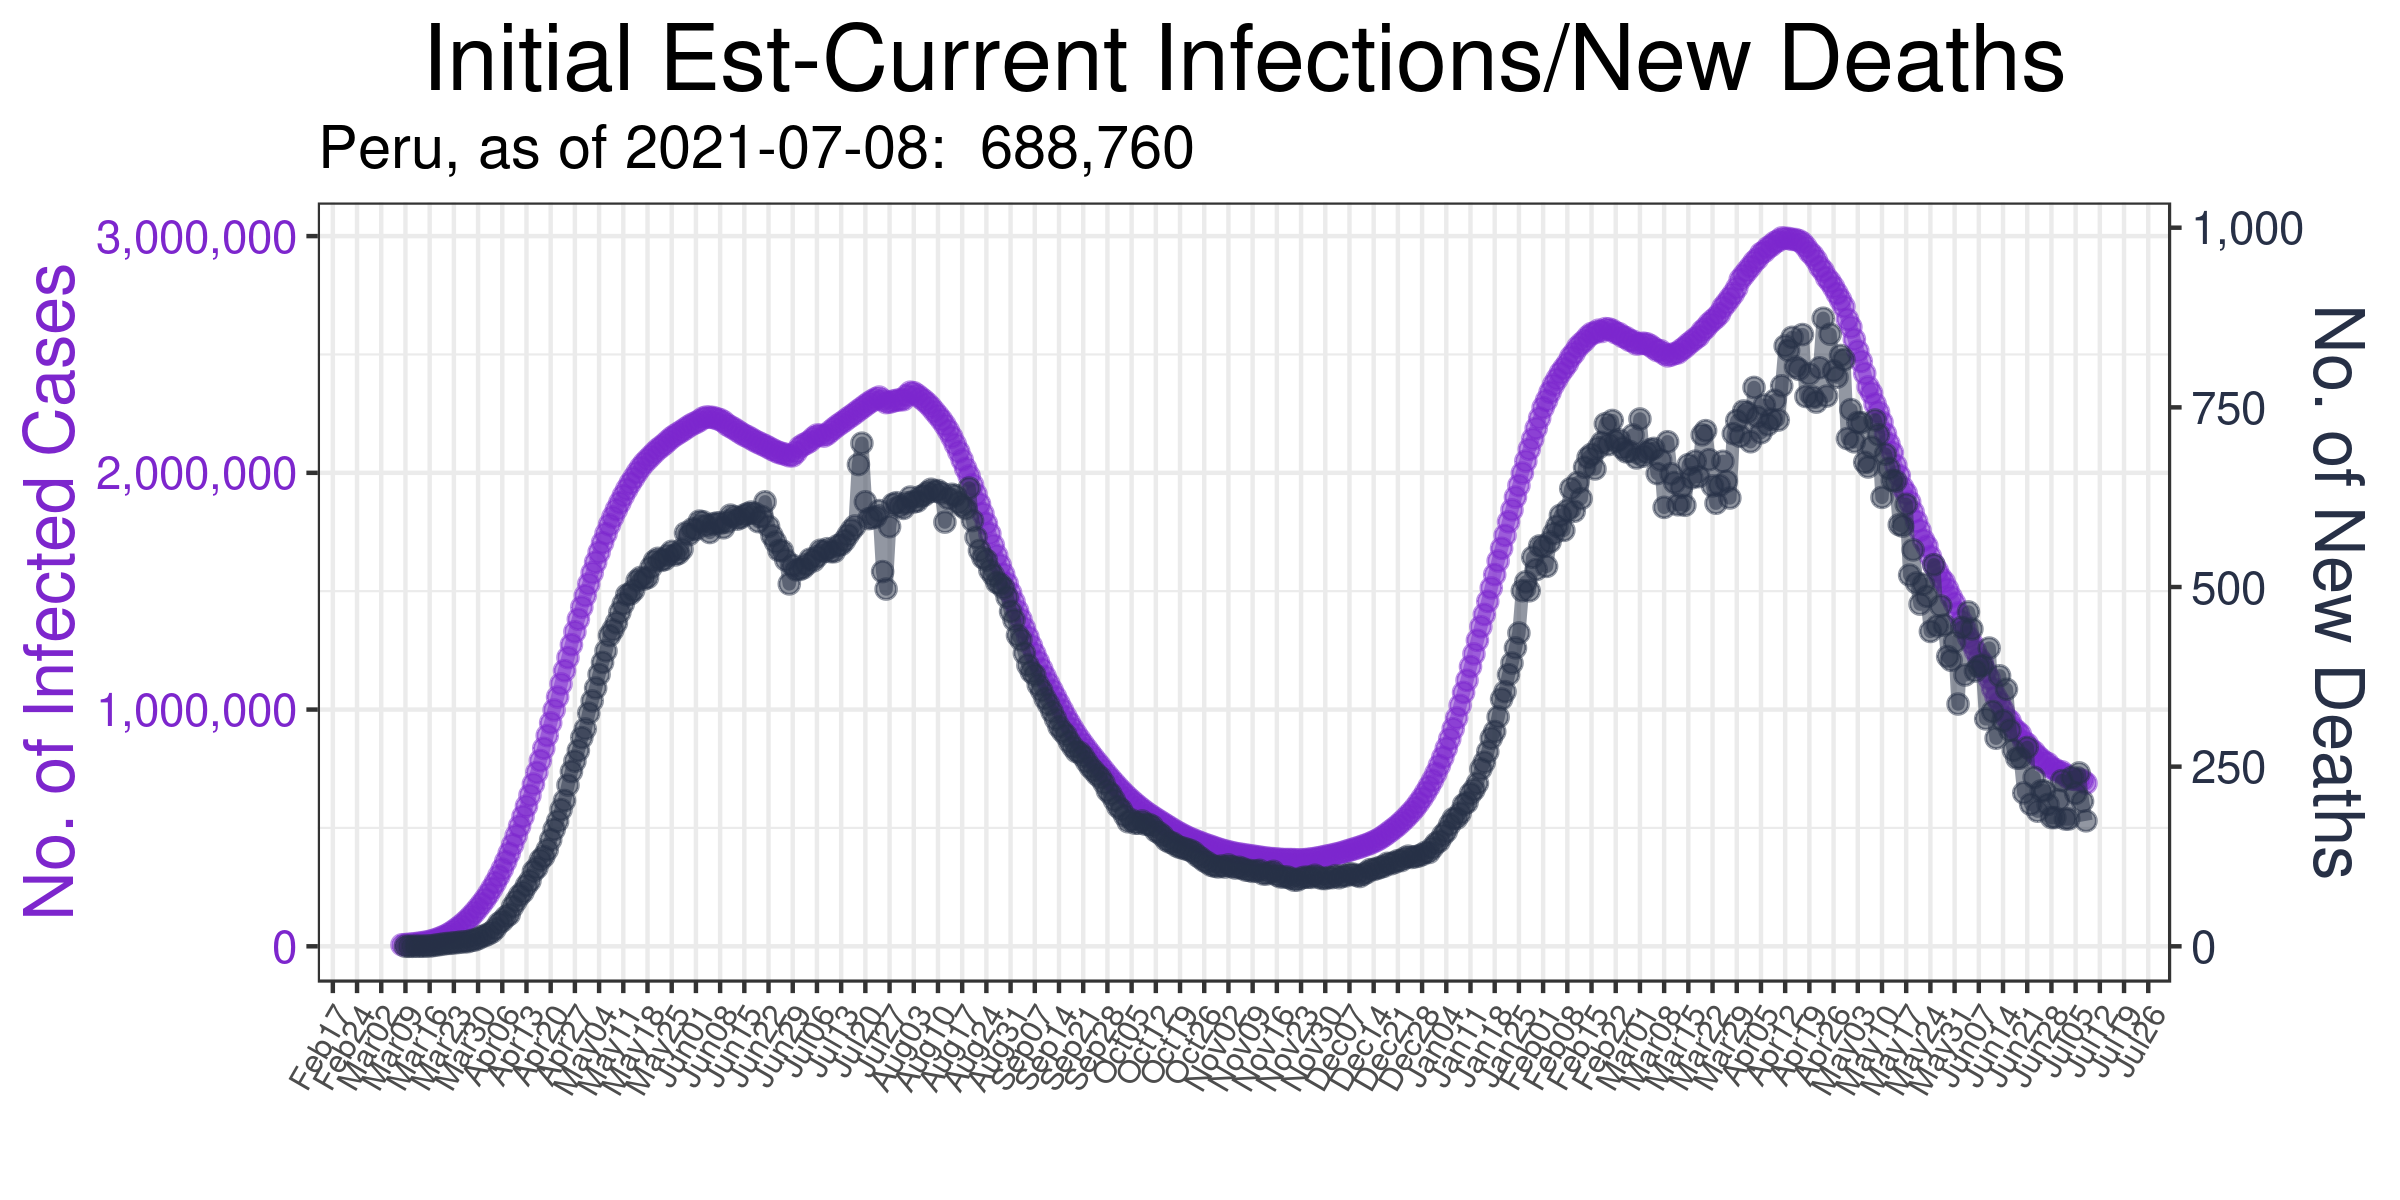 Initial Est-Current Infections/New Deaths
Peru, as of 2021-07-08:  688,760
No. of Infected Cases
3,000,000
2,000,000
1,000,000
0
1,000
750
500
250
0
No. of New Deaths
Feb17
Feb24
Mar02
Mar09
Mar16
Mar23
Mar30
Apr06
Apr13
Apr20
Apr27
May04
May11
May18
May25
Jun01
Jun08
Jun15
Jun22
Jun29
Jul06
Jul13
Jul20
Jul27
Aug03
Aug10
Aug17
Aug24
Aug31
Sep07
Sep14
Sep21
Sep28
Oct05
Oct12
Oct19
Oct26
Nov02
Nov09
Nov16
Nov23
Nov30
Dec07
Dec14
Dec21
Dec28
Jan04
Jan11
Jan18
Jan25
Feb01
Feb08
Feb15
Feb22
Mar01
Mar08
Mar15
Mar22
Mar29
Apr05
Apr12
Apr19
Apr26
May03
May10
May17
May24
May31
Jun07
Jun14
Jun21
Jun28
Jul05
Jul12
Jul19
Jul26